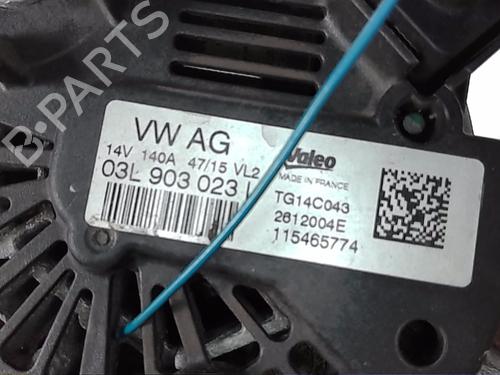 B-PARTS
VW AG
14V 140A 47/15 VL2
03L 903 023
Valeo
MADE IN FRANCE
TG14C043
2612004E
115465774